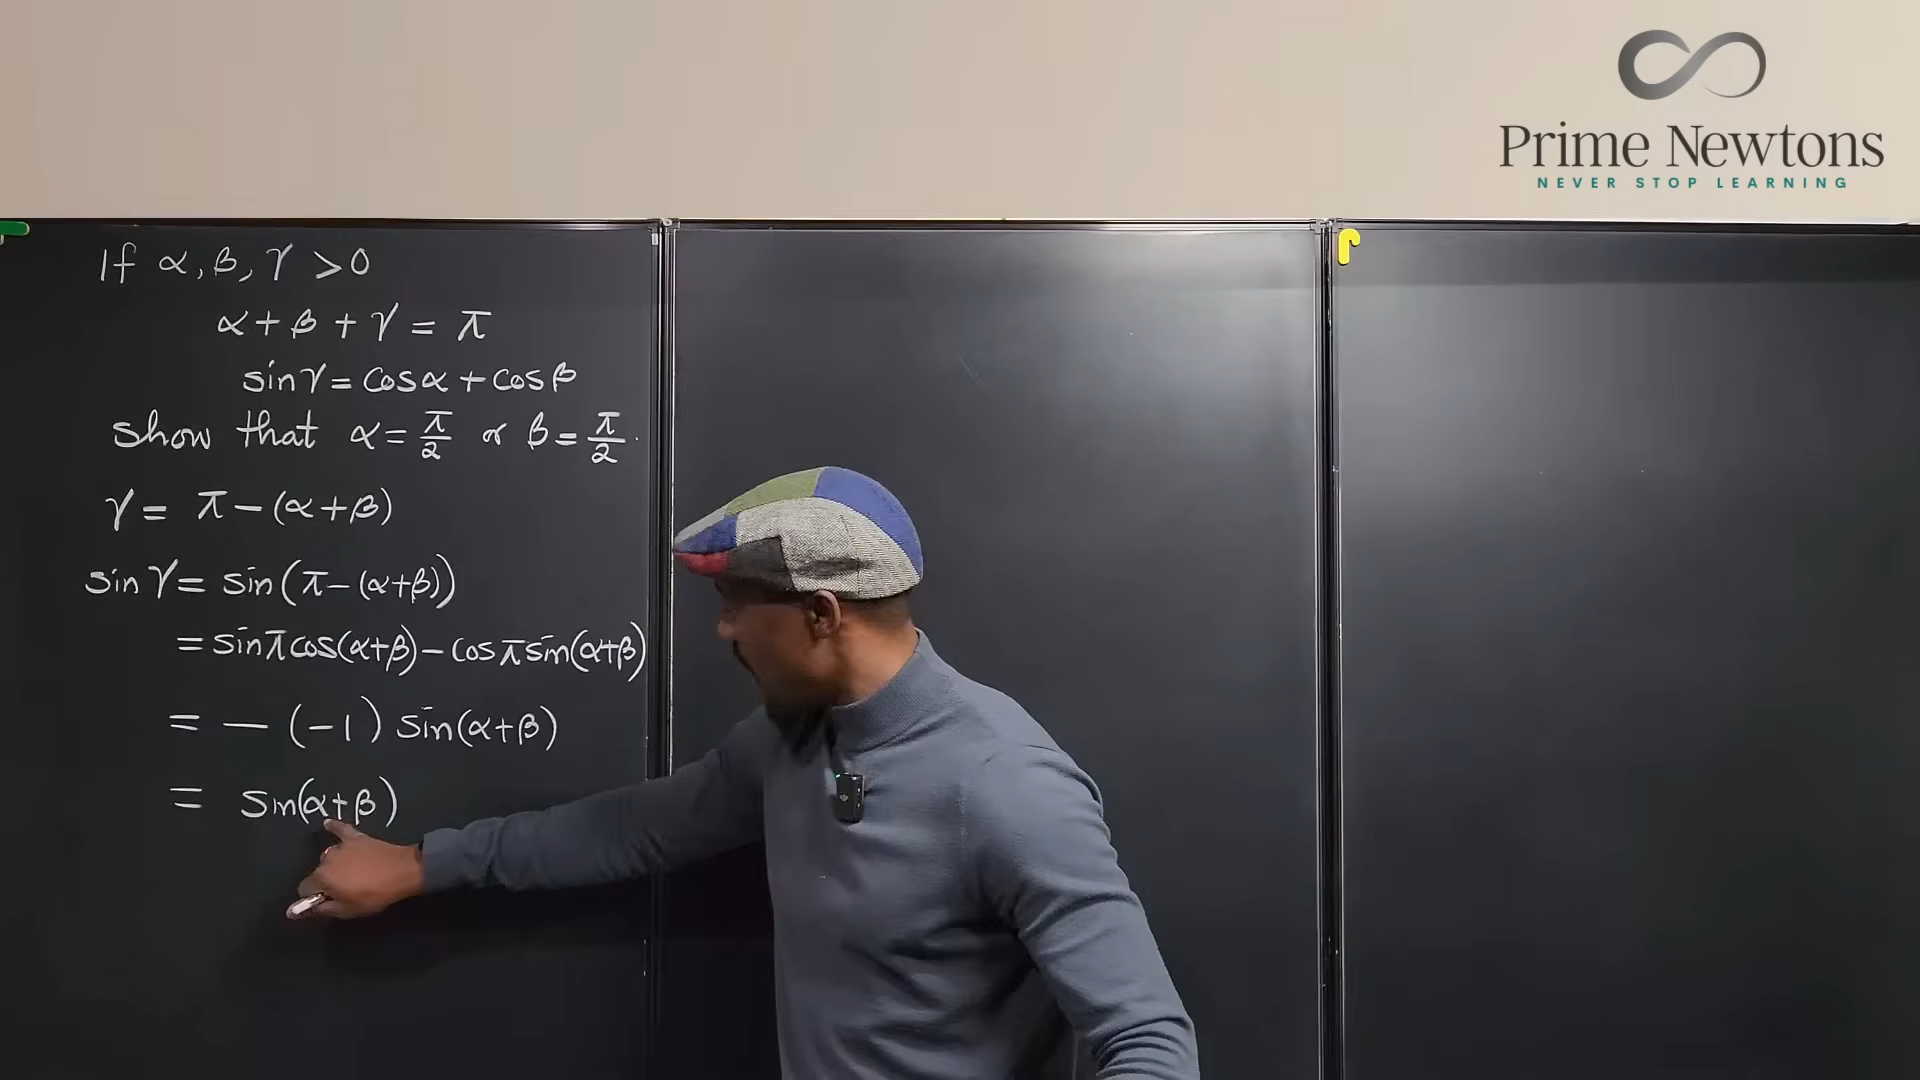 Prime Newtons
NEVER STOP LEARNING
If α, β, γ > 0
α + β + γ = π
sin γ = cos α + cos β
show that α = π/2 or β = π/2.
γ = π − (α + β)
sin γ = sin(π − (α+β))
= sin π cos(α+β) − cos π sin(α+β)
= − (−1) sin(α+β)
= sin(α+β)